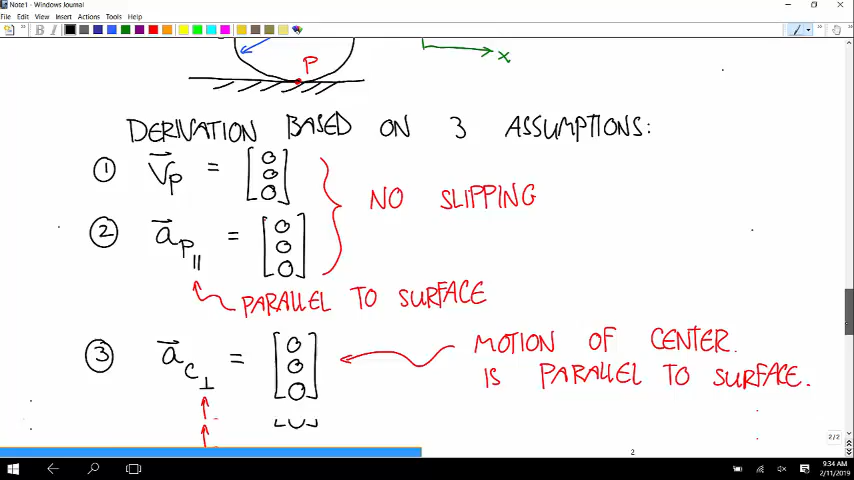 Note1 - Windows Journal
File Edit View Insert Actions Tools Help
B I
P
x
DERIVATION BASED ON 3 ASSUMPTIONS:
① v⃗P = [0 0 0]
NO SLIPPING
② a⃗P|| = [0 0 0]
PARALLEL TO SURFACE
③ a⃗C⊥ = [0 0 0]
MOTION OF CENTER.
IS PARALLEL TO SURFACE.
2/2
2
9:34 AM
2/11/2019